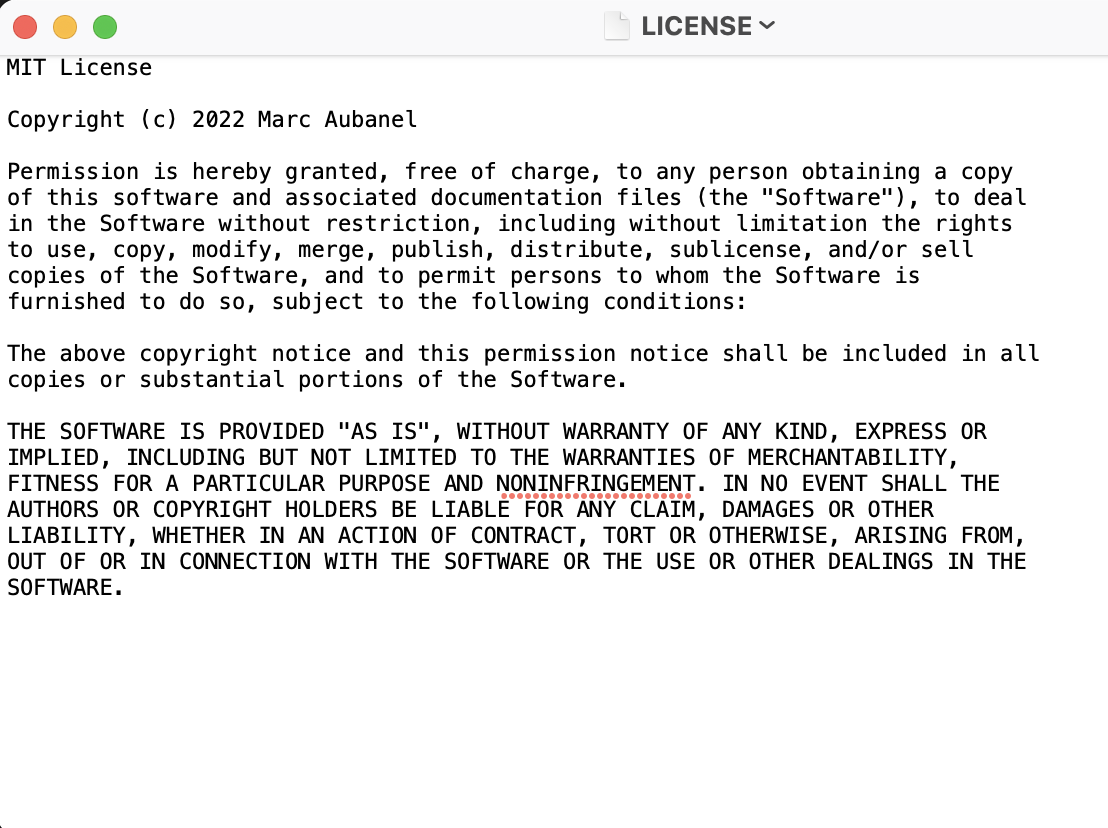 LICENSE
MIT License
Copyright (c) 2022 Marc Aubanel
Permission is hereby granted, free of charge, to any person obtaining a copy
of this software and associated documentation files (the "Software"), to deal
in the Software without restriction, including without limitation the rights
to use, copy, modify, merge, publish, distribute, sublicense, and/or sell
copies of the Software, and to permit persons to whom the Software is
furnished to do so, subject to the following conditions:
The above copyright notice and this permission notice shall be included in all
copies or substantial portions of the Software.
THE SOFTWARE IS PROVIDED "AS IS", WITHOUT WARRANTY OF ANY KIND, EXPRESS OR
IMPLIED, INCLUDING BUT NOT LIMITED TO THE WARRANTIES OF MERCHANTABILITY,
FITNESS FOR A PARTICULAR PURPOSE AND NONINFRINGEMENT. IN NO EVENT SHALL THE
AUTHORS OR COPYRIGHT HOLDERS BE LIABLE FOR ANY CLAIM, DAMAGES OR OTHER
LIABILITY, WHETHER IN AN ACTION OF CONTRACT, TORT OR OTHERWISE, ARISING FROM,
OUT OF OR IN CONNECTION WITH THE SOFTWARE OR THE USE OR OTHER DEALINGS IN THE
SOFTWARE.